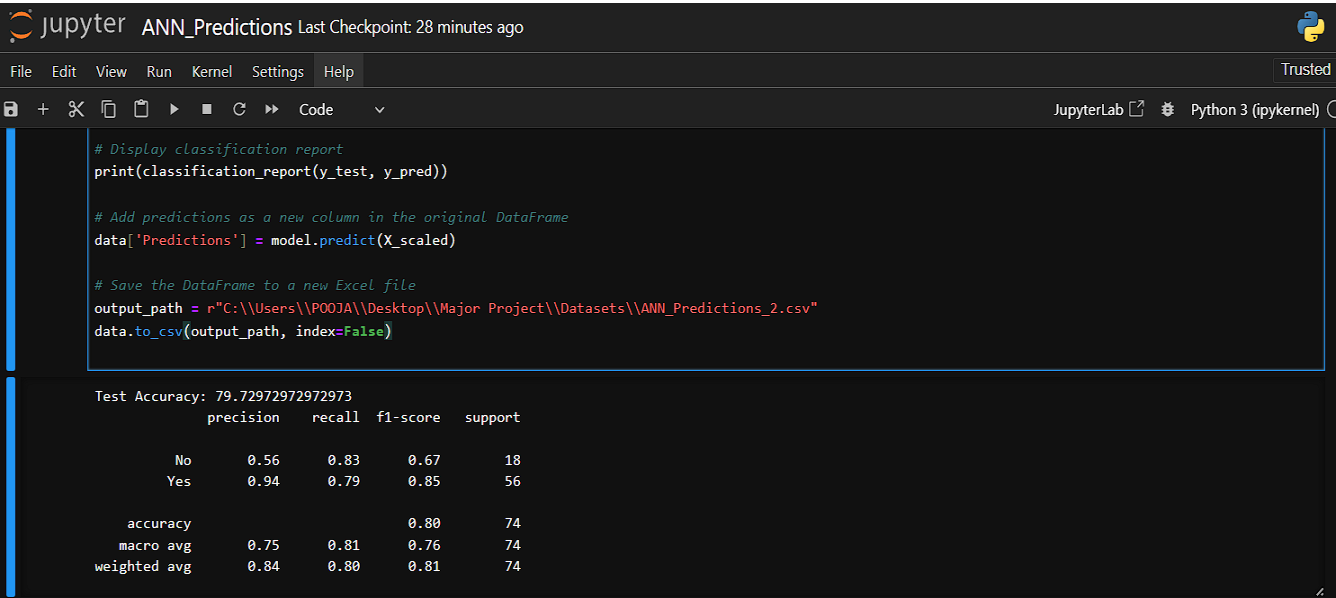 jupyter ANN_Predictions Last Checkpoint: 28 minutes ago
File Edit View Run Kernel Settings Help Trusted
Code JupyterLab Python 3 (ipykernel)
# Display classification report
print(classification_report(y_test, y_pred))
# Add predictions as a new column in the original DataFrame
data['Predictions'] = model.predict(X_scaled)
# Save the DataFrame to a new Excel file
output_path = r"C:\\Users\\POOJA\\Desktop\\Major Project\\Datasets\\ANN_Predictions_2.csv"
data.to_csv(output_path, index=False)
Test Accuracy: 79.72972972972973
precision recall f1-score support
No 0.56 0.83 0.67 18
Yes 0.94 0.79 0.85 56
accuracy 0.80 74
macro avg 0.75 0.81 0.76 74
weighted avg 0.84 0.80 0.81 74